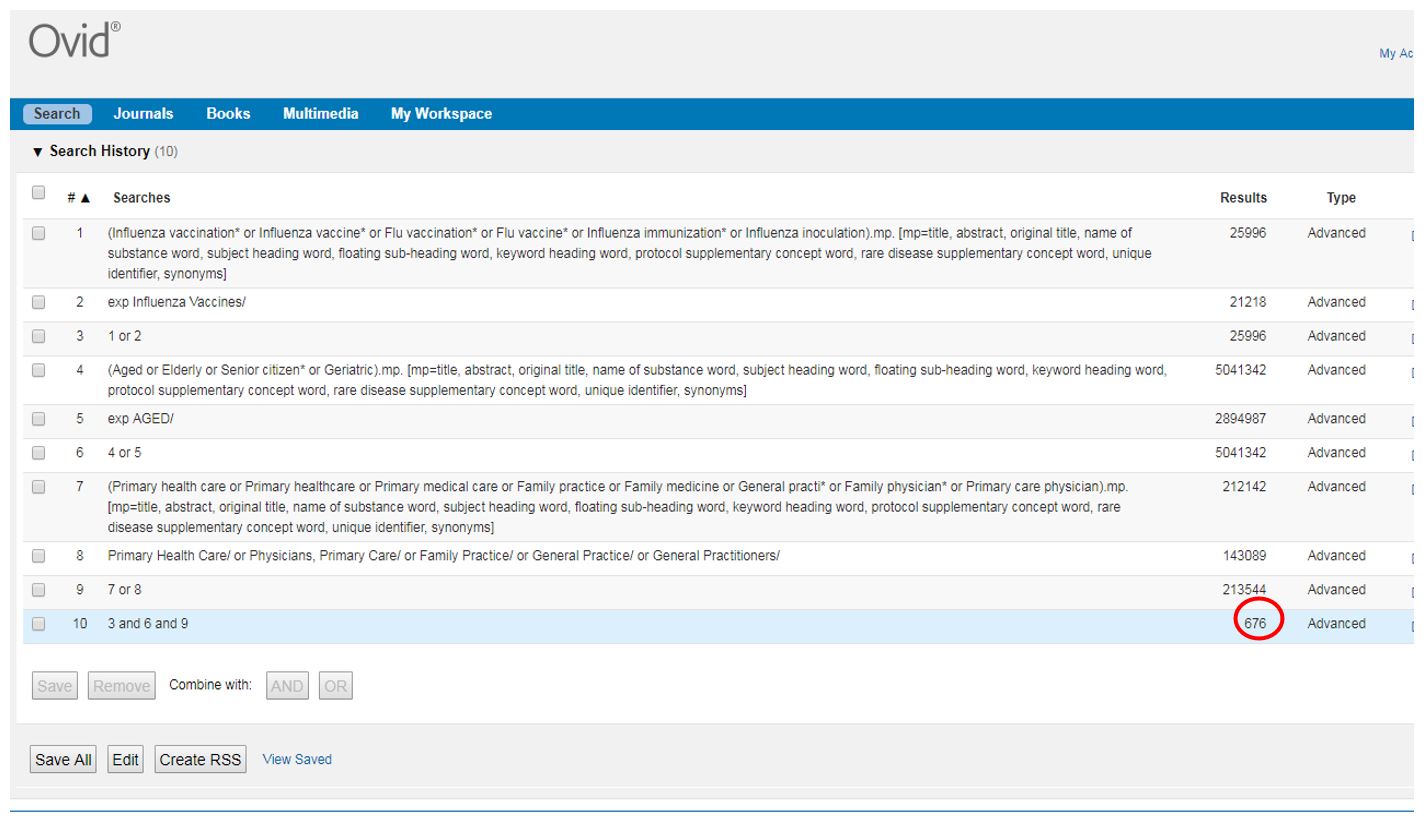 Ovid®
My Ac
Search Journals Books Multimedia My Workspace
▼ Search History (10)
# ▲ Searches Results Type
1 (Influenza vaccination* or Influenza vaccine* or Flu vaccination* or Flu vaccine* or Influenza immunization* or Influenza inoculation).mp. [mp=title, abstract, original title, name of 25996 Advanced
substance word, subject heading word, floating sub-heading word, keyword heading word, protocol supplementary concept word, rare disease supplementary concept word, unique
identifier, synonyms]
2 exp Influenza Vaccines/ 21218 Advanced
3 1 or 2 25996 Advanced
4 (Aged or Elderly or Senior citizen* or Geriatric).mp. [mp=title, abstract, original title, name of substance word, subject heading word, floating sub-heading word, keyword heading word, 5041342 Advanced
protocol supplementary concept word, rare disease supplementary concept word, unique identifier, synonyms]
5 exp AGED/ 2894987 Advanced
6 4 or 5 5041342 Advanced
7 (Primary health care or Primary healthcare or Primary medical care or Family practice or Family medicine or General practi* or Family physician* or Primary care physician).mp. 212142 Advanced
[mp=title, abstract, original title, name of substance word, subject heading word, floating sub-heading word, keyword heading word, protocol supplementary concept word, rare
disease supplementary concept word, unique identifier, synonyms]
8 Primary Health Care/ or Physicians, Primary Care/ or Family Practice/ or General Practice/ or General Practitioners/ 143089 Advanced
9 7 or 8 213544 Advanced
10 3 and 6 and 9 676 Advanced
Save Remove Combine with: AND OR
Save All Edit Create RSS View Saved